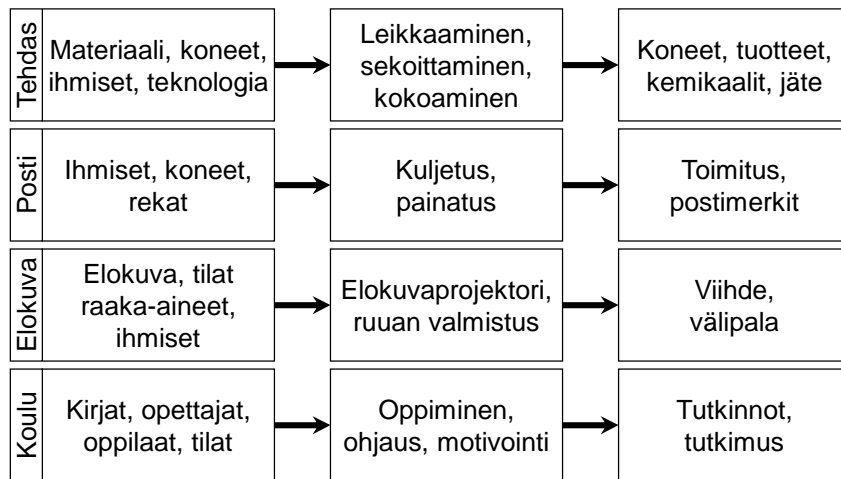 Tehdas
Materiaali, koneet,
ihmiset, teknologia
Leikkaaminen,
sekoittaminen,
kokoaminen
Koneet, tuotteet,
kemikaalit, jäte
Posti
Ihmiset, koneet,
rekat
Kuljetus,
painatus
Toimitus,
postimerkit
Elokuva
Elokuva, tilat
raaka-aineet,
ihmiset
Elokuvaprojektori,
ruuan valmistus
Viihde,
välipala
Koulu
Kirjat, opettajat,
oppilaat, tilat
Oppiminen,
ohjaus, motivointi
Tutkinnot,
tutkimus